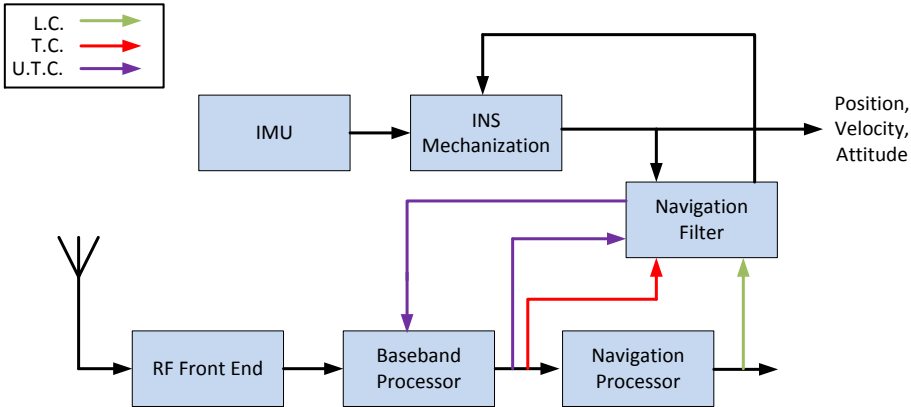 L.C.
T.C.
U.T.C.
IMU
INS
Mechanization
Position,
Velocity,
Attitude
Navigation
Filter
RF Front End
Baseband
Processor
Navigation
Processor